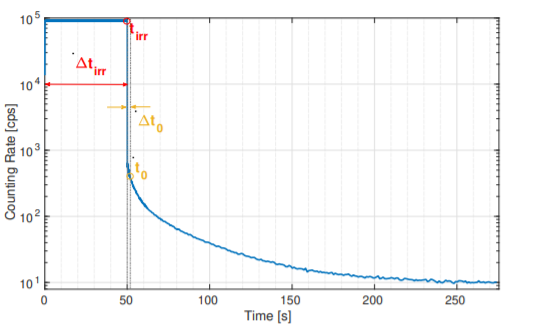 10^5
t_irr
Δt_irr
10^4
Δt_0
10^3
t_0
10^2
10^1
Counting Rate [cps]
0 50 100 150 200 250
Time [s]